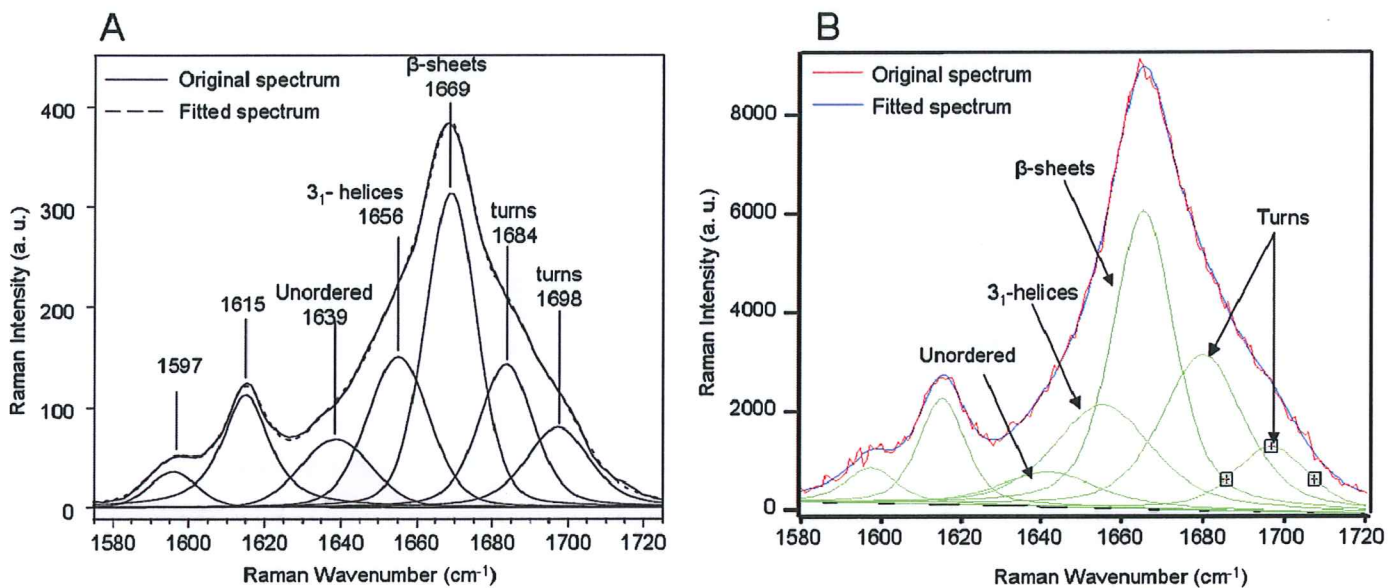 A
Original spectrum
Fitted spectrum
β-sheets
1669
3₁- helices
1656
turns
1684
turns
1698
Unordered
1639
1615
1597
400
300
200
100
0
Raman Intensity (a. u.)
1580 1600 1620 1640 1660 1680 1700 1720
Raman Wavenumber (cm⁻¹)
B
Original spectrum
Fitted spectrum
β-sheets
Turns
3₁-helices
Unordered
8000
6000
4000
2000
0
Raman Intensity (a. u.)
1580 1600 1620 1640 1660 1680 1700 1720
Raman Wavenumber (cm⁻¹)